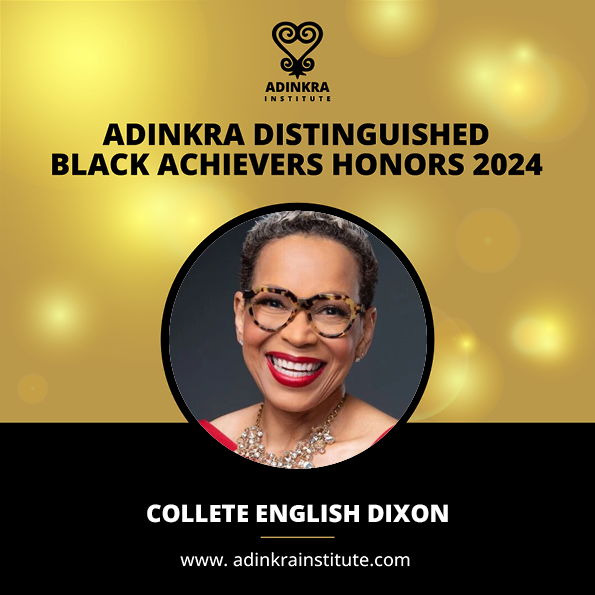 ADINKRA
INSTITUTE
ADINKRA DISTINGUISHED
BLACK ACHIEVERS HONORS 2024
COLLETE ENGLISH DIXON
www. adinkrainstitute.com